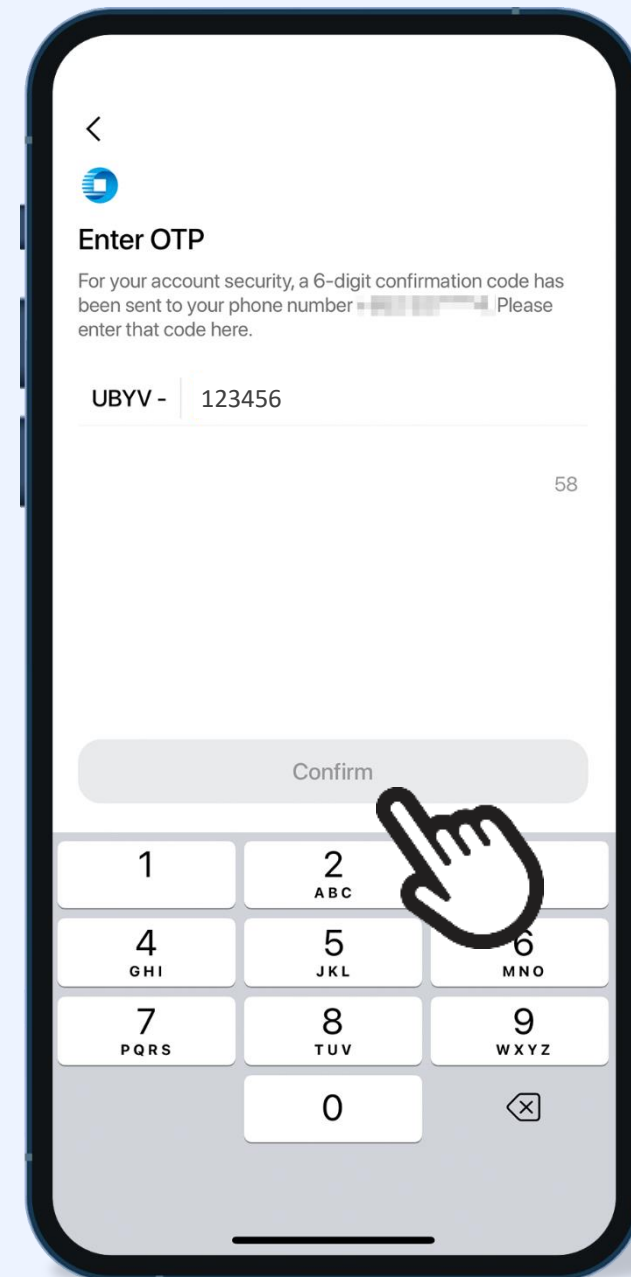 Enter OTP
For your account security, a 6-digit confirmation code has
been sent to your phone number Please
enter that code here.
UBYV - 123456
58
Confirm
1 2
ABC
4 5 6
GHI JKL MNO
7 8 9
PQRS TUV WXYZ
0